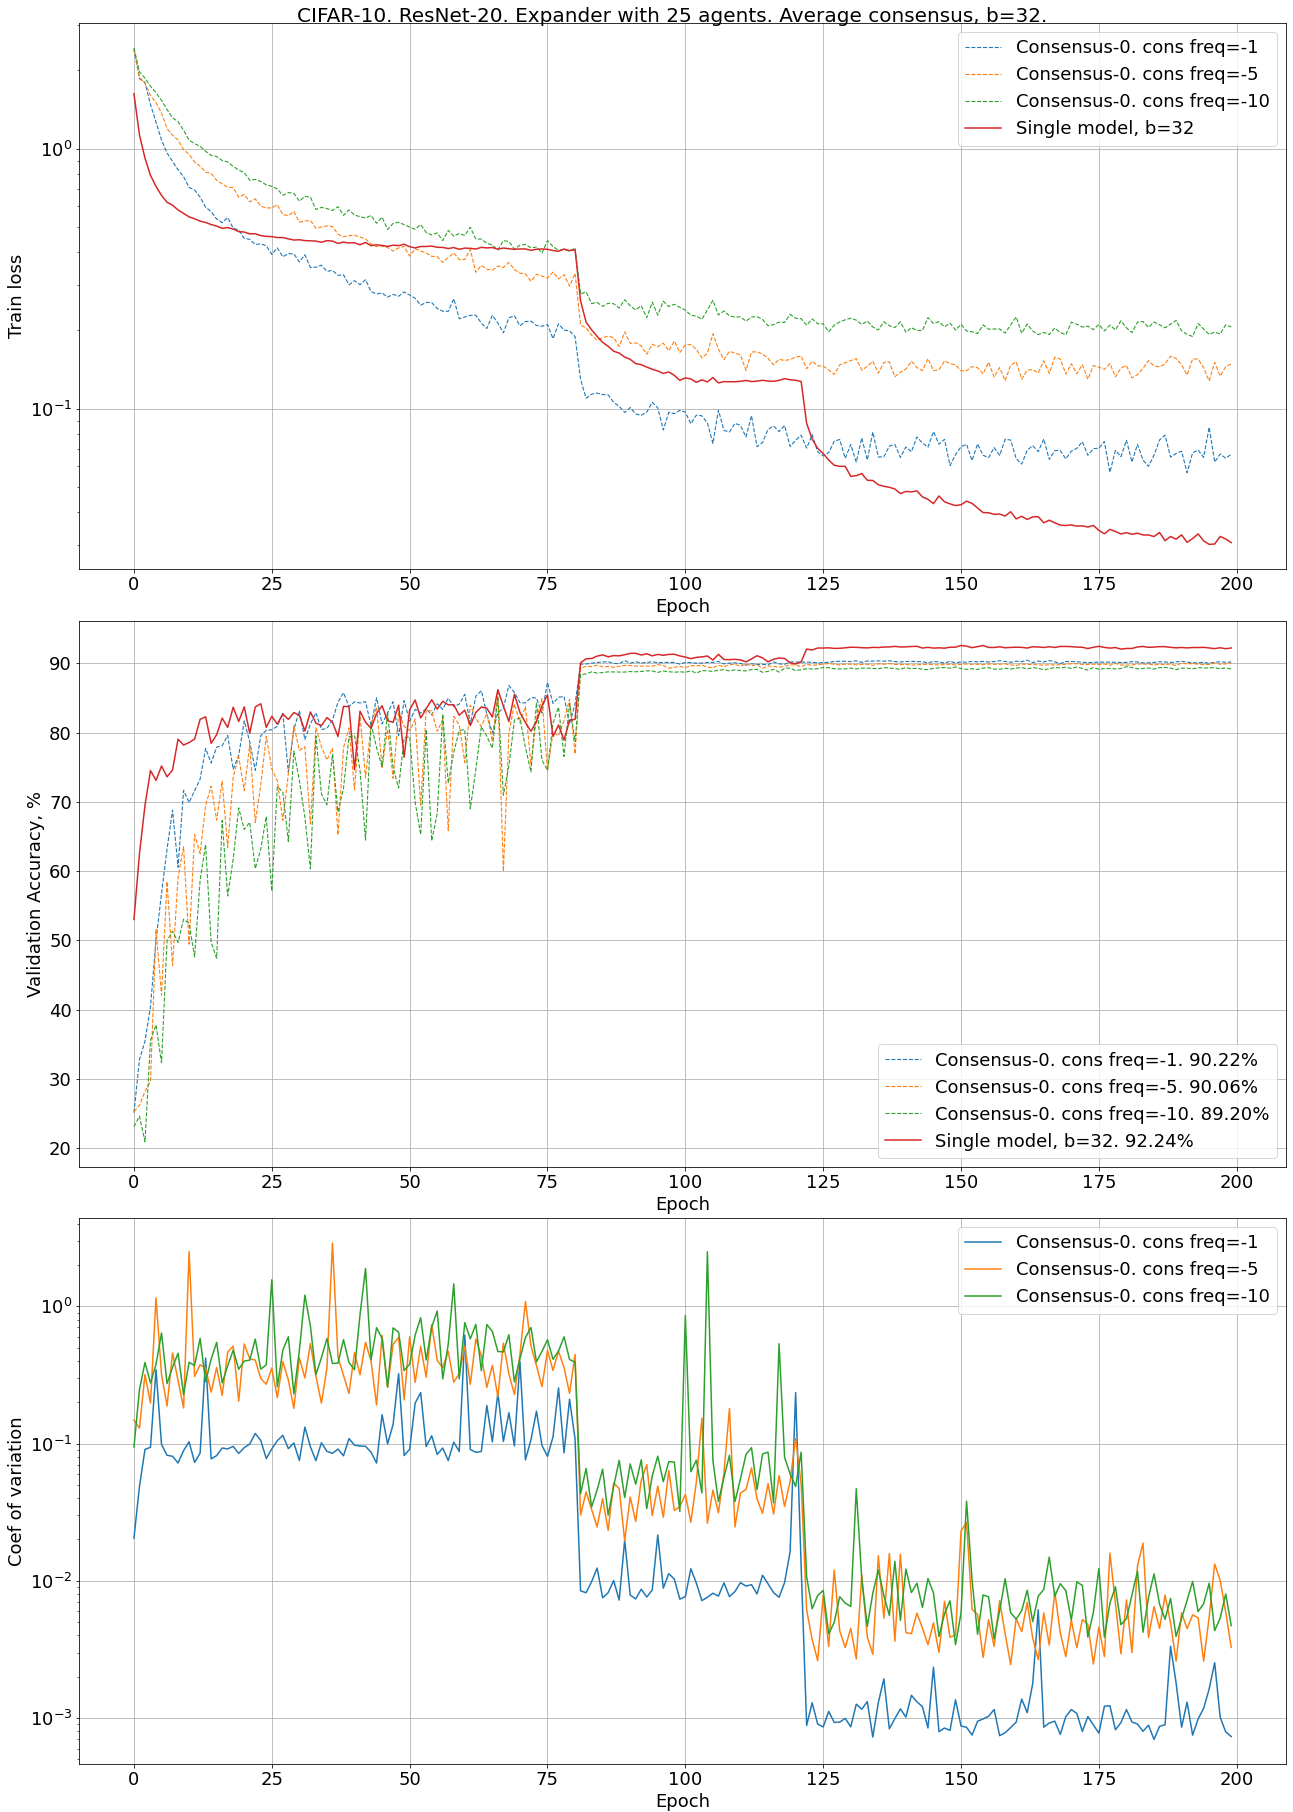 CIFAR-10. ResNet-20. Expander with 25 agents. Average consensus, b=32.
Consensus-0. cons freq=-1
Consensus-0. cons freq=-5
Consensus-0. cons freq=-10
Single model, b=32
Train loss
10⁰
10⁻¹
0 25 50 75 100 125 150 175 200
Epoch
Validation Accuracy, %
90
80
70
60
50
40
30
20
Consensus-0. cons freq=-1. 90.22%
Consensus-0. cons freq=-5. 90.06%
Consensus-0. cons freq=-10. 89.20%
Single model, b=32. 92.24%
0 25 50 75 100 125 150 175 200
Epoch
Consensus-0. cons freq=-1
Consensus-0. cons freq=-5
Consensus-0. cons freq=-10
Coef of variation
10⁰
10⁻¹
10⁻²
10⁻³
0 25 50 75 100 125 150 175 200
Epoch